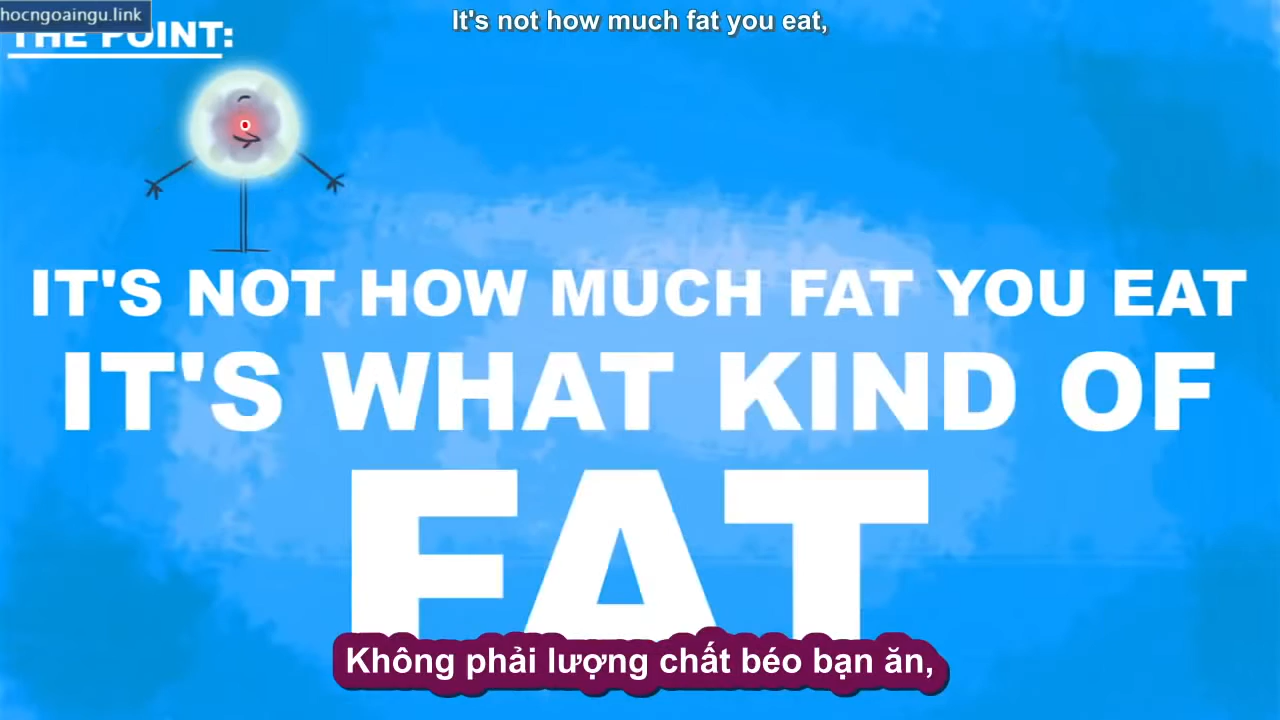 hocngoaingu.link
It's not how much fat you eat,
THE POINT:
IT'S NOT HOW MUCH FAT YOU EAT
IT'S WHAT KIND OF
FAT
Không phải lượng chất béo bạn ăn,